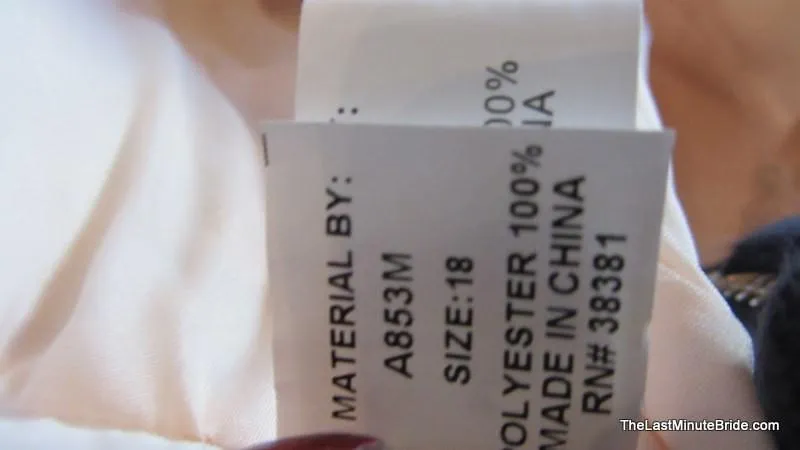 MATERIAL BY:
A853M
SIZE:18
POLYESTER 100%
MADE IN CHINA
RN# 38381
TheLastMinuteBride.com